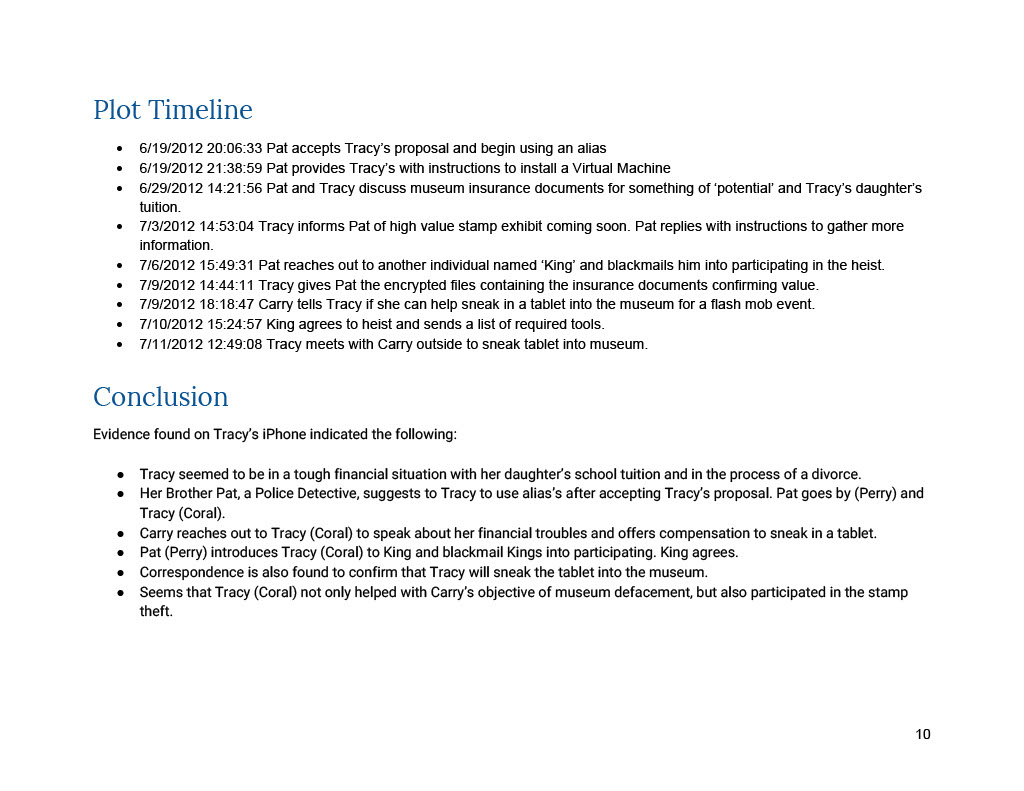 Plot Timeline
• 6/19/2012 20:06:33 Pat accepts Tracy’s proposal and begin using an alias
• 6/19/2012 21:38:59 Pat provides Tracy’s with instructions to install a Virtual Machine
• 6/29/2012 14:21:56 Pat and Tracy discuss museum insurance documents for something of ‘potential’ and Tracy’s daughter’s
tuition.
• 7/3/2012 14:53:04 Tracy informs Pat of high value stamp exhibit coming soon. Pat replies with instructions to gather more
information.
• 7/6/2012 15:49:31 Pat reaches out to another individual named ‘King’ and blackmails him into participating in the heist.
• 7/9/2012 14:44:11 Tracy gives Pat the encrypted files containing the insurance documents confirming value.
• 7/9/2012 18:18:47 Carry tells Tracy if she can help sneak in a tablet into the museum for a flash mob event.
• 7/10/2012 15:24:57 King agrees to heist and sends a list of required tools.
• 7/11/2012 12:49:08 Tracy meets with Carry outside to sneak tablet into museum.
Conclusion
Evidence found on Tracy’s iPhone indicated the following:
● Tracy seemed to be in a tough financial situation with her daughter’s school tuition and in the process of a divorce.
● Her Brother Pat, a Police Detective, suggests to Tracy to use alias’s after accepting Tracy’s proposal. Pat goes by (Perry) and
Tracy (Coral).
● Carry reaches out to Tracy (Coral) to speak about her financial troubles and offers compensation to sneak in a tablet.
● Pat (Perry) introduces Tracy (Coral) to King and blackmail Kings into participating. King agrees.
● Correspondence is also found to confirm that Tracy will sneak the tablet into the museum.
● Seems that Tracy (Coral) not only helped with Carry’s objective of museum defacement, but also participated in the stamp
theft.
10